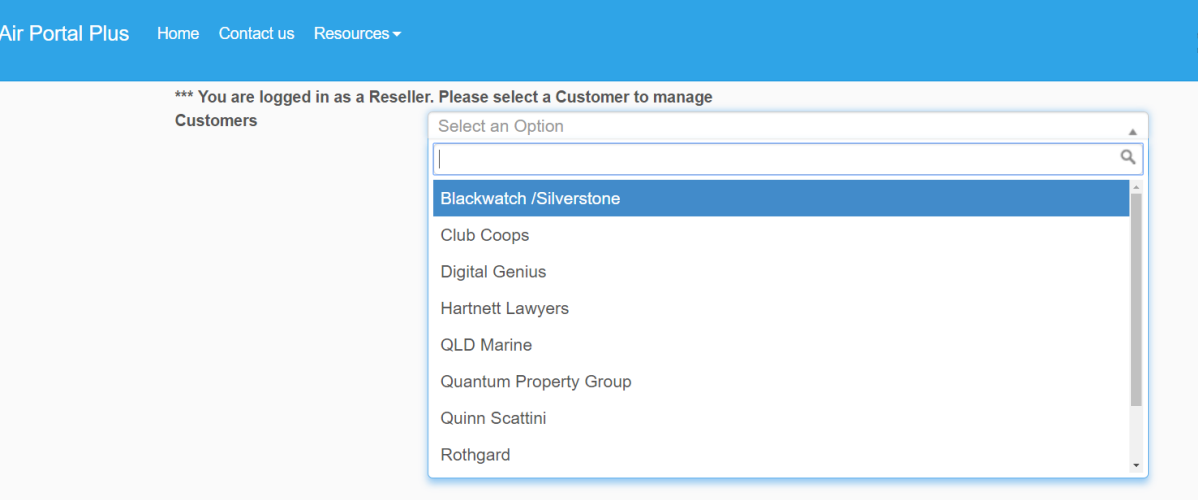 Air Portal Plus Home Contact us Resources
*** You are logged in as a Reseller. Please select a Customer to manage
Customers
Select an Option
Blackwatch /Silverstone
Club Coops
Digital Genius
Hartnett Lawyers
QLD Marine
Quantum Property Group
Quinn Scattini
Rothgard